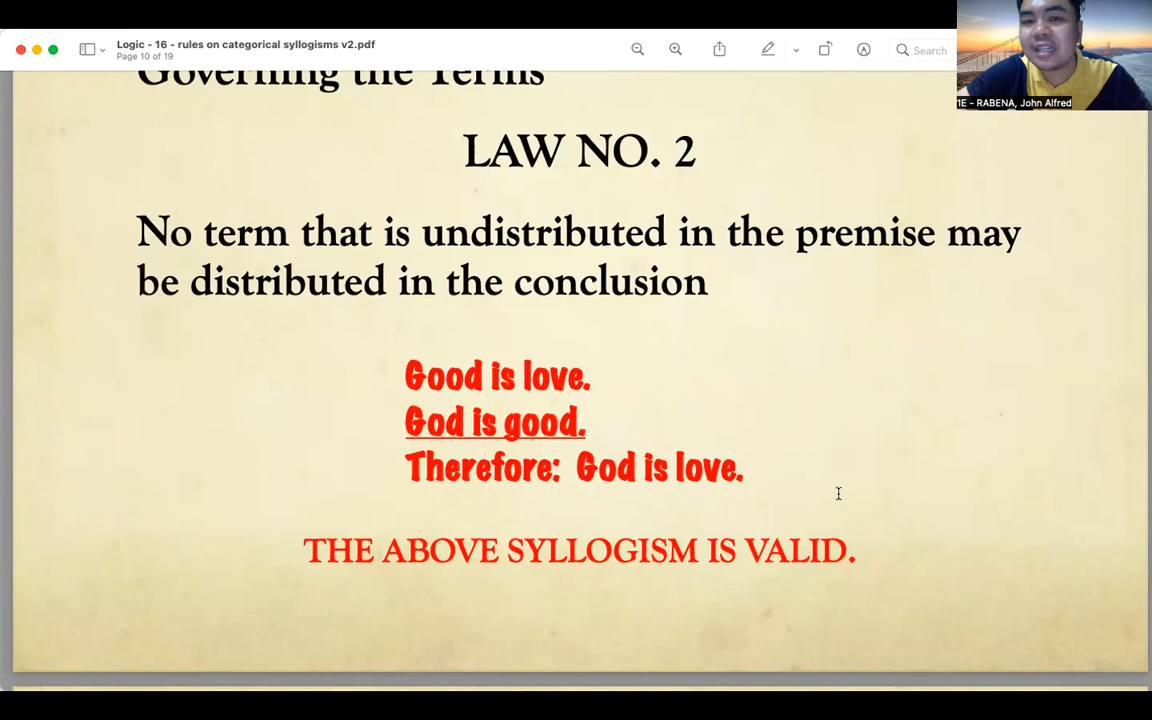 Logic - 16 - rules on categorical syllogisms v2.pdf
Page 10 of 19
Search
1E - RABENA, John Alfred
Governing the Terms
LAW NO. 2
No term that is undistributed in the premise may
be distributed in the conclusion
Good is love.
God is good.
Therefore: God is love.
THE ABOVE SYLLOGISM IS VALID.